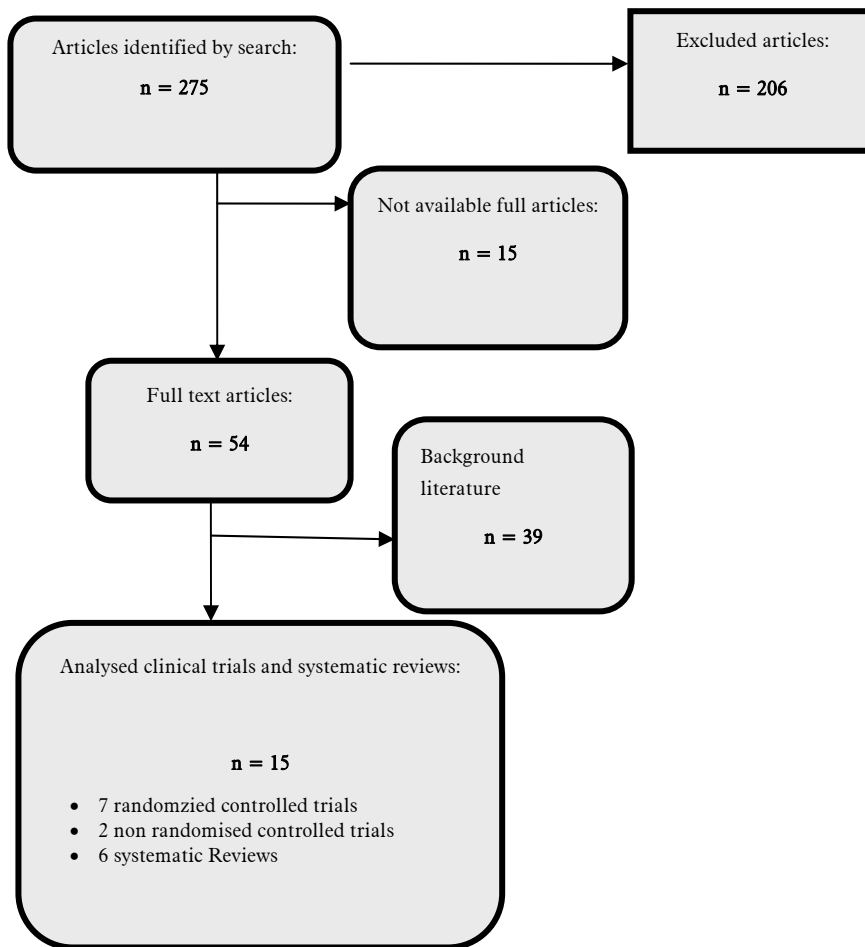 Articles identified by search:
n = 275
Excluded articles:
n = 206
Not available full articles:
n = 15
Full text articles:
n = 54
Background
literature
n = 39
Analysed clinical trials and systematic reviews:
n = 15
• 7 randomzied controlled trials
• 2 non randomised controlled trials
• 6 systematic Reviews